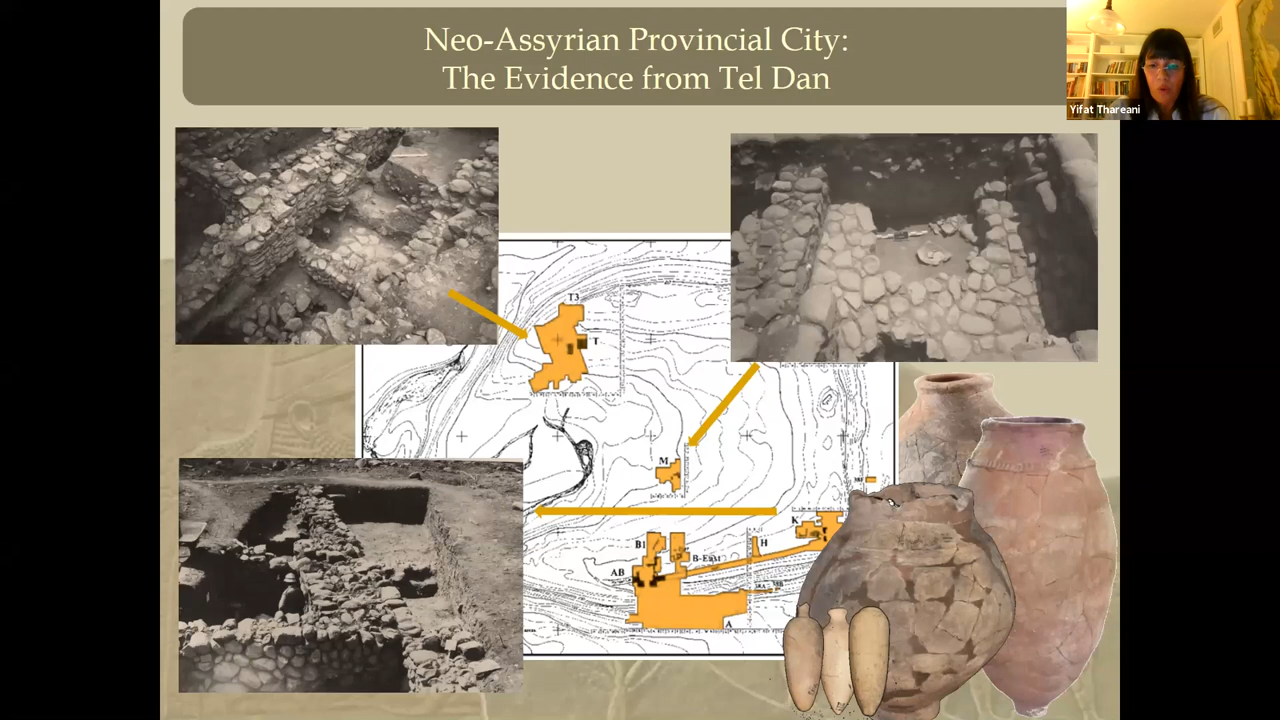 Neo-Assyrian Provincial City:
The Evidence from Tel Dan
Yifat Thareani
T3
T
M
K
B1
B-East
H
AB
A